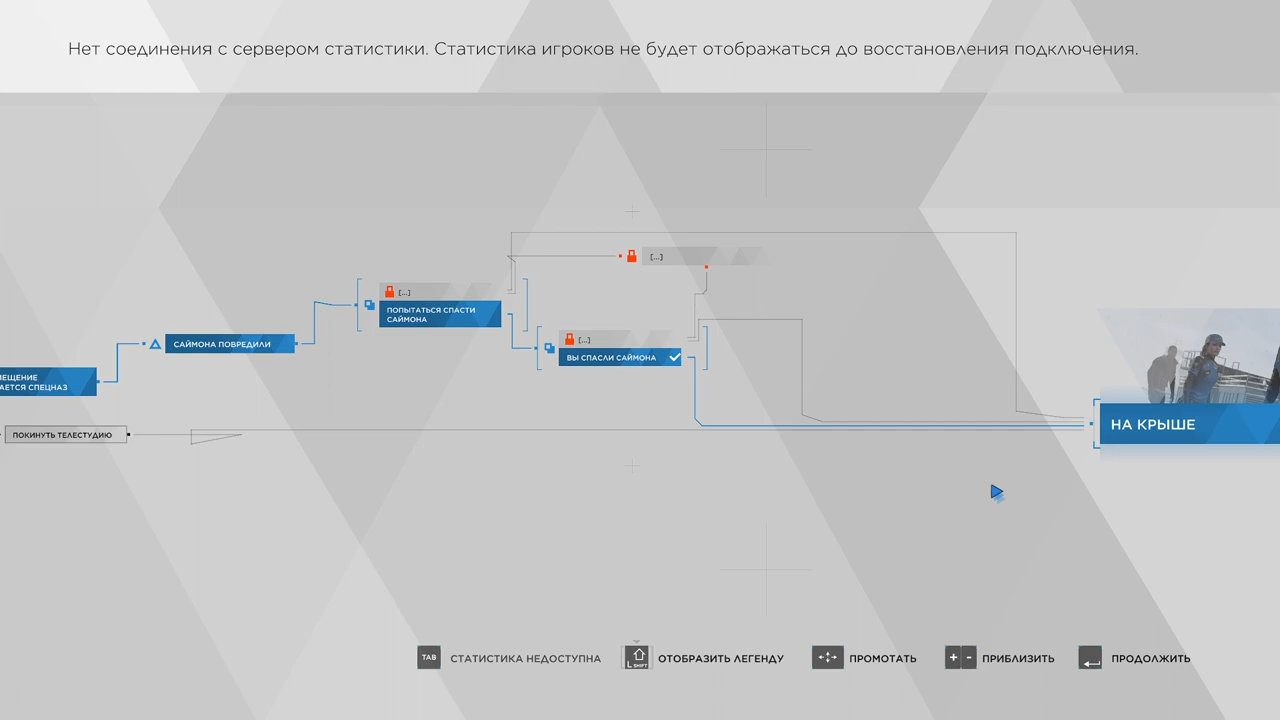 Нет соединения с сервером статистики. Статистика игроков не будет отображаться до восстановления подключения.
[...]
[...]
ПОПЫТАТЬСЯ СПАСТИ
САЙМОНА
[...]
САЙМОНА ПОВРЕДИЛИ
ВЫ СПАСЛИ САЙМОНА
СПЕЦНАЗ
ПОКИНУТЬ ТЕЛЕСТУДИЮ
НА КРЫШЕ
TAB СТАТИСТИКА НЕДОСТУПНА
L SHIFT ОТОБРАЗИТЬ ЛЕГЕНДУ
ПРОМОТАТЬ
+ - ПРИБЛИЗИТЬ
ПРОДОЛЖИТЬ